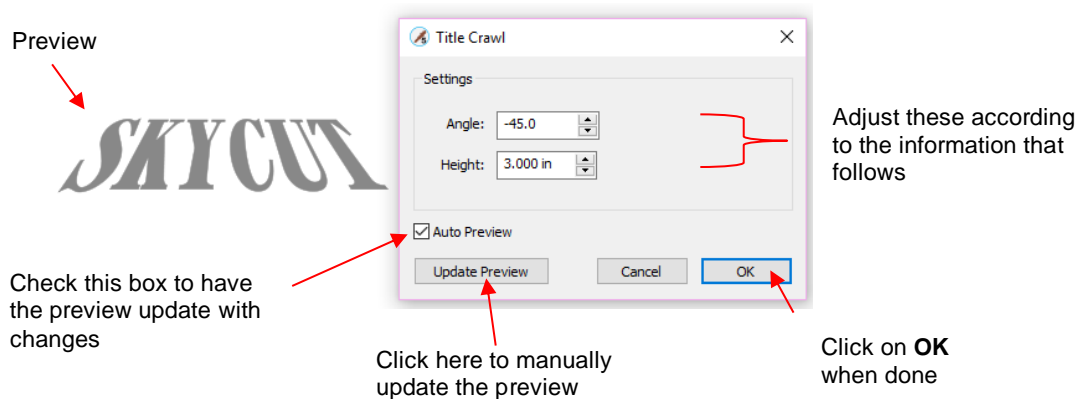 Preview
SKYCUT
Title Crawl
Settings
Angle: -45.0
Height: 3.000 in
Adjust these according
to the information that
follows
Auto Preview
Update Preview Cancel OK
Check this box to have
the preview update with
changes
Click here to manually
update the preview
Click on OK
when done